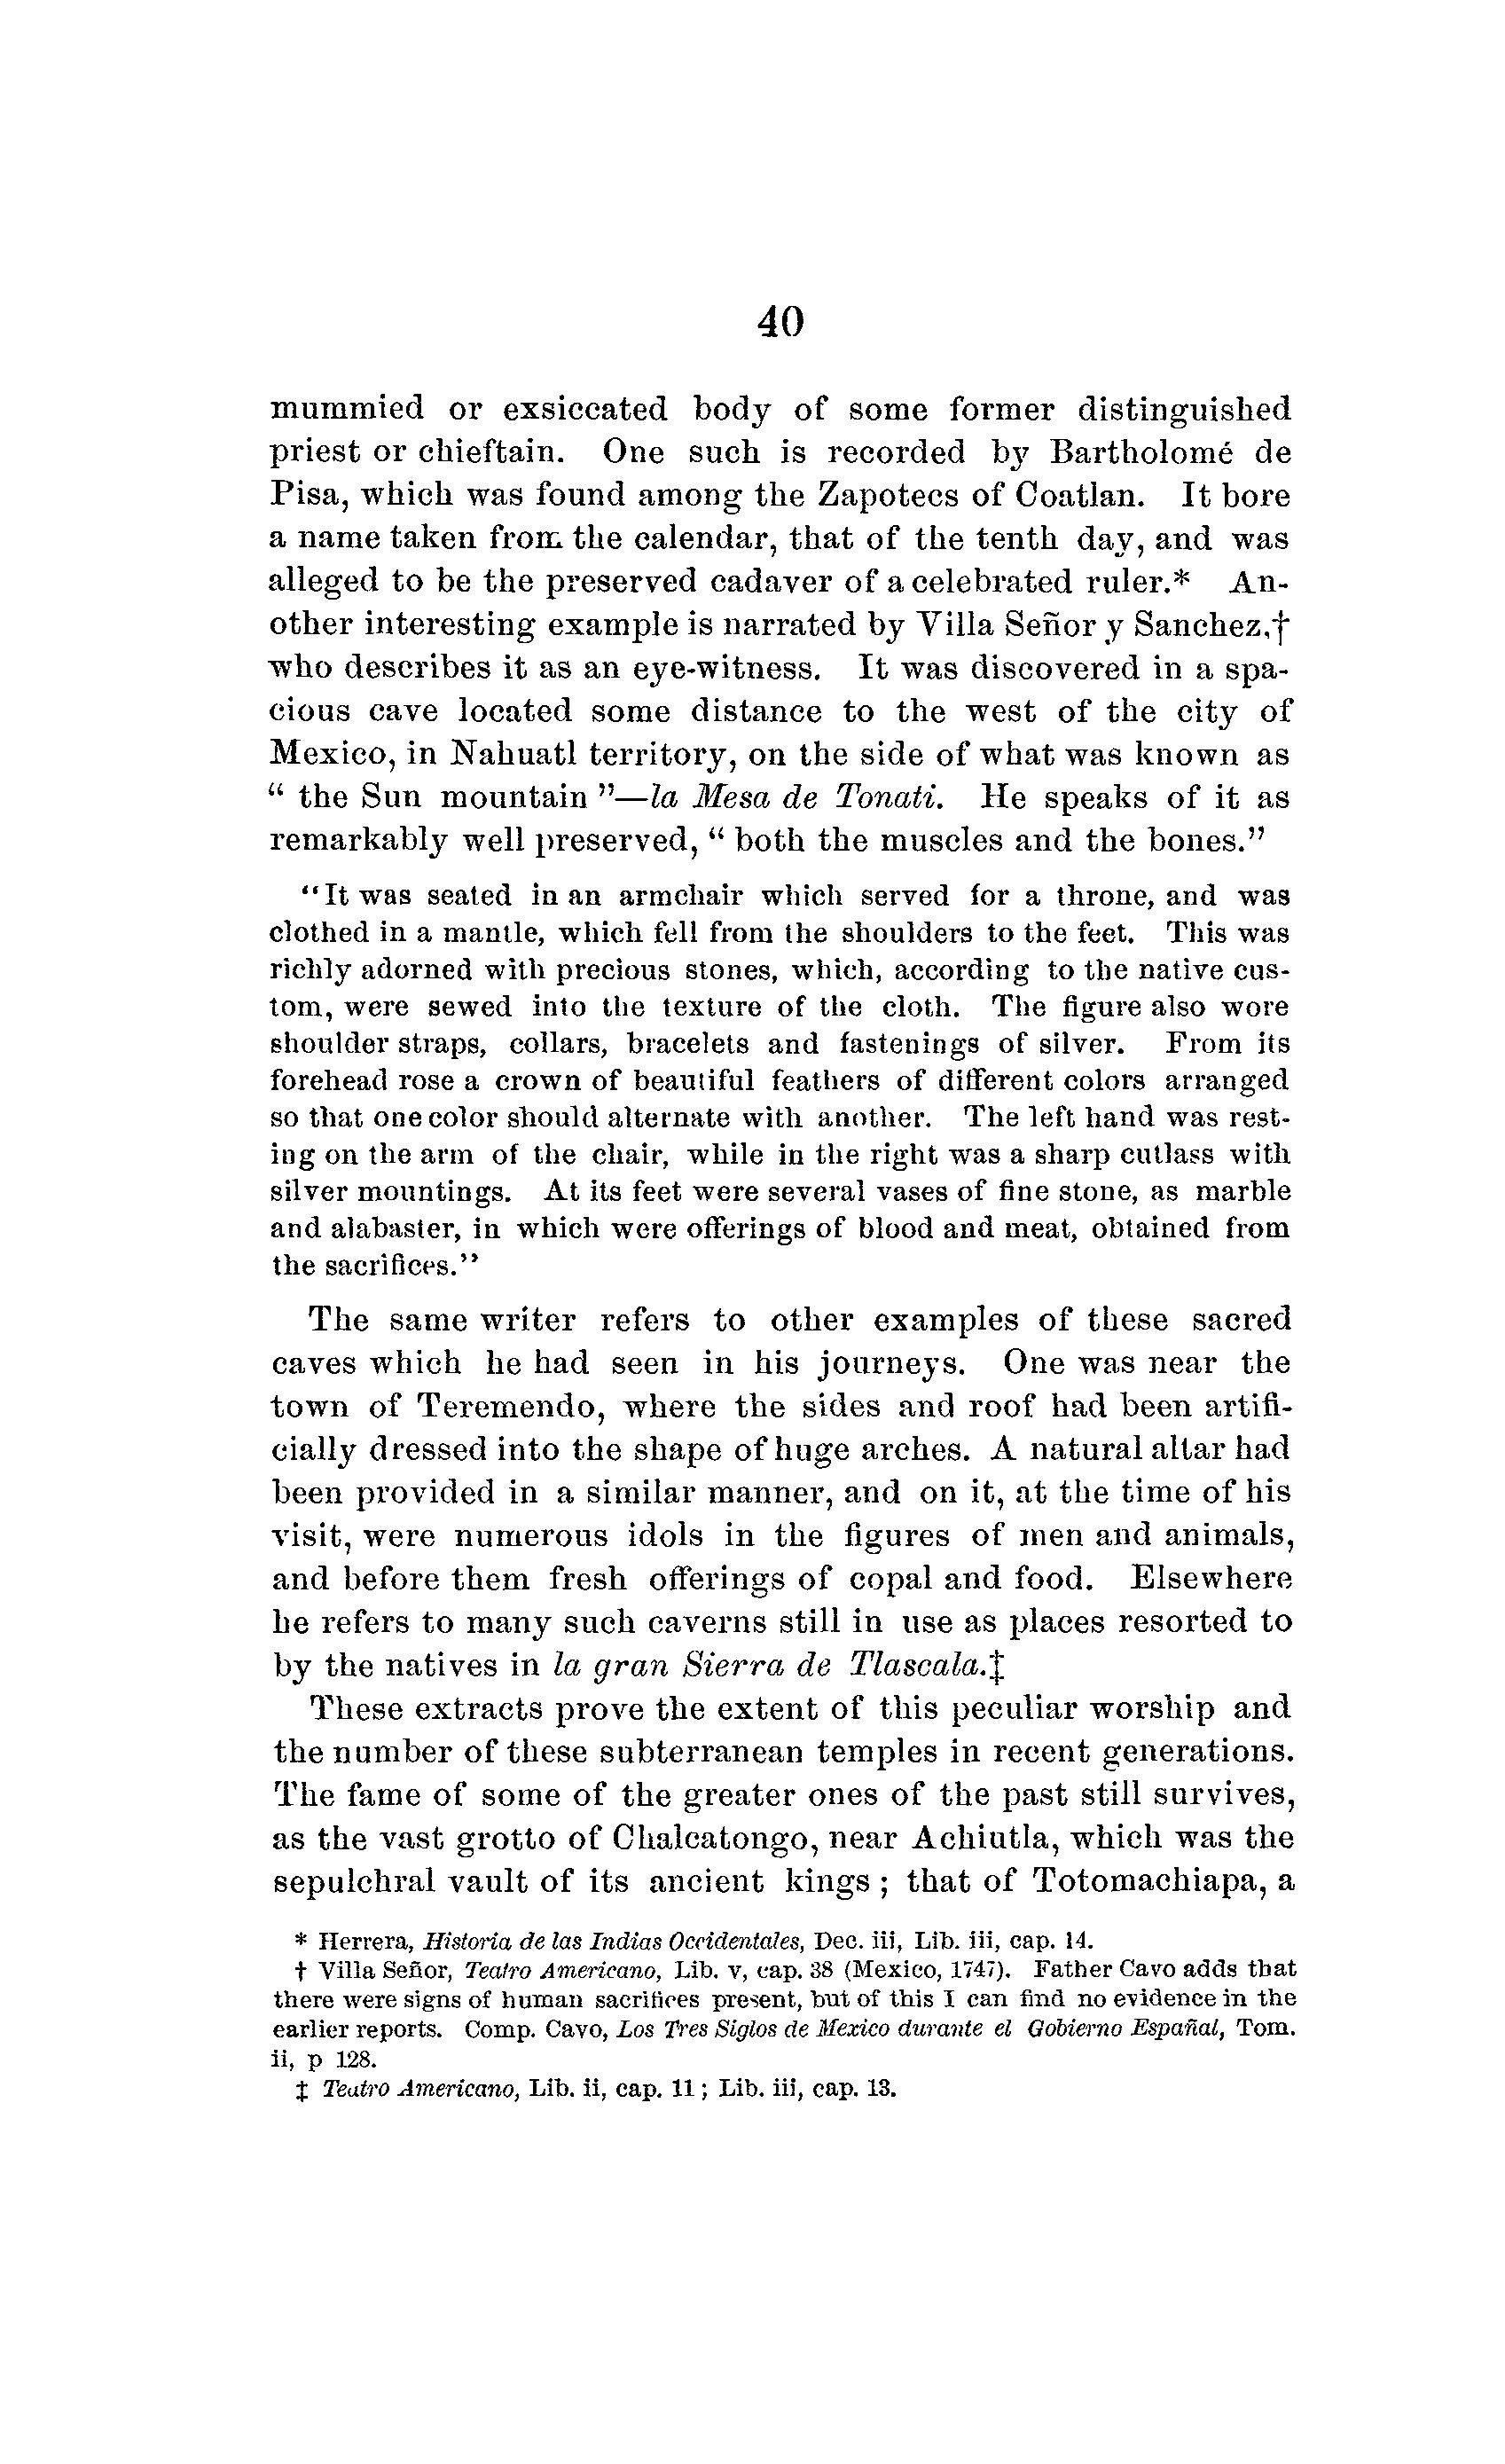 40
mummied or exsiccated body of some former distinguished
priest or chieftain. One such is recorded by Bartholomé de
Pisa, which was found among the Zapotecs of Coatlan. It bore
a name taken from the calendar, that of the tenth day, and was
alleged to be the preserved cadaver of a celebrated ruler.* An-
other interesting example is narrated by Villa Señor y Sanchez,†
who describes it as an eye-witness. It was discovered in a spa-
cious cave located some distance to the west of the city of
Mexico, in Nahuatl territory, on the side of what was known as
“ the Sun mountain ”—la Mesa de Tonati. He speaks of it as
remarkably well preserved, “ both the muscles and the bones.”
“It was seated in an armchair which served for a throne, and was
clothed in a mantle, which fell from the shoulders to the feet. This was
richly adorned with precious stones, which, according to the native cus-
tom, were sewed into the texture of the cloth. The figure also wore
shoulder straps, collars, bracelets and fastenings of silver. From its
forehead rose a crown of beautiful feathers of different colors arranged
so that one color should alternate with another. The left hand was rest-
ing on the arm of the chair, while in the right was a sharp cutlass with
silver mountings. At its feet were several vases of fine stone, as marble
and alabaster, in which were offerings of blood and meat, obtained from
the sacrifices.”
The same writer refers to other examples of these sacred
caves which he had seen in his journeys. One was near the
town of Teremendo, where the sides and roof had been artifi-
cially dressed into the shape of huge arches. A natural altar had
been provided in a similar manner, and on it, at the time of his
visit, were numerous idols in the figures of men and animals,
and before them fresh offerings of copal and food. Elsewhere
he refers to many such caverns still in use as places resorted to
by the natives in la gran Sierra de Tlascala.‡
These extracts prove the extent of this peculiar worship and
the number of these subterranean temples in recent generations.
The fame of some of the greater ones of the past still survives,
as the vast grotto of Chalcatongo, near Achiutla, which was the
sepulchral vault of its ancient kings ; that of Totomachiapa, a
* Herrera, Historia de las Indias Occidentales, Dec. iii, Lib. iii, cap. 14.
† Villa Señor, Teatro Americano, Lib. v, cap. 38 (Mexico, 1747). Father Cavo adds that
there were signs of human sacrifices present, but of this I can find no evidence in the
earlier reports. Comp. Cavo, Los Tres Siglos de Mexico durante el Gobierno Españal, Tom.
ii, p 128.
‡ Teatro Americano, Lib. ii, cap. 11 ; Lib. iii, cap. 13.